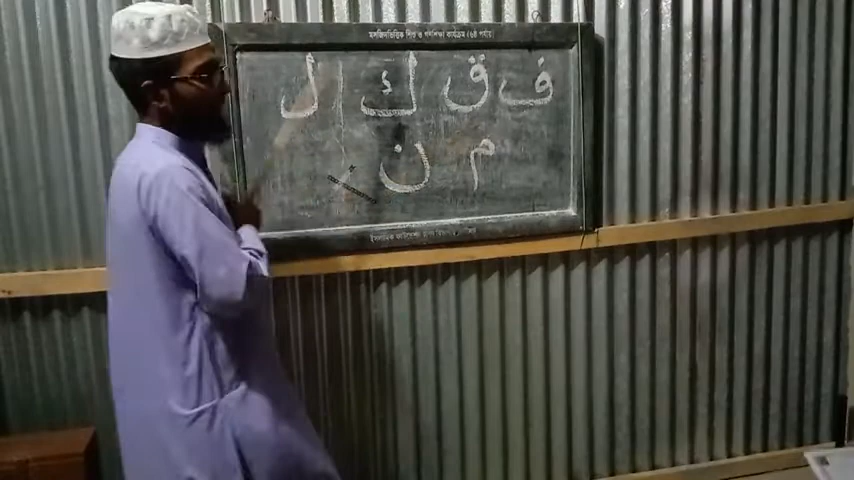 মসজিদভিত্তিক শিশু ও গণশিক্ষা কার্যক্রম (৬ষ্ঠ পর্যায়)
ف ق ك ل
م ن